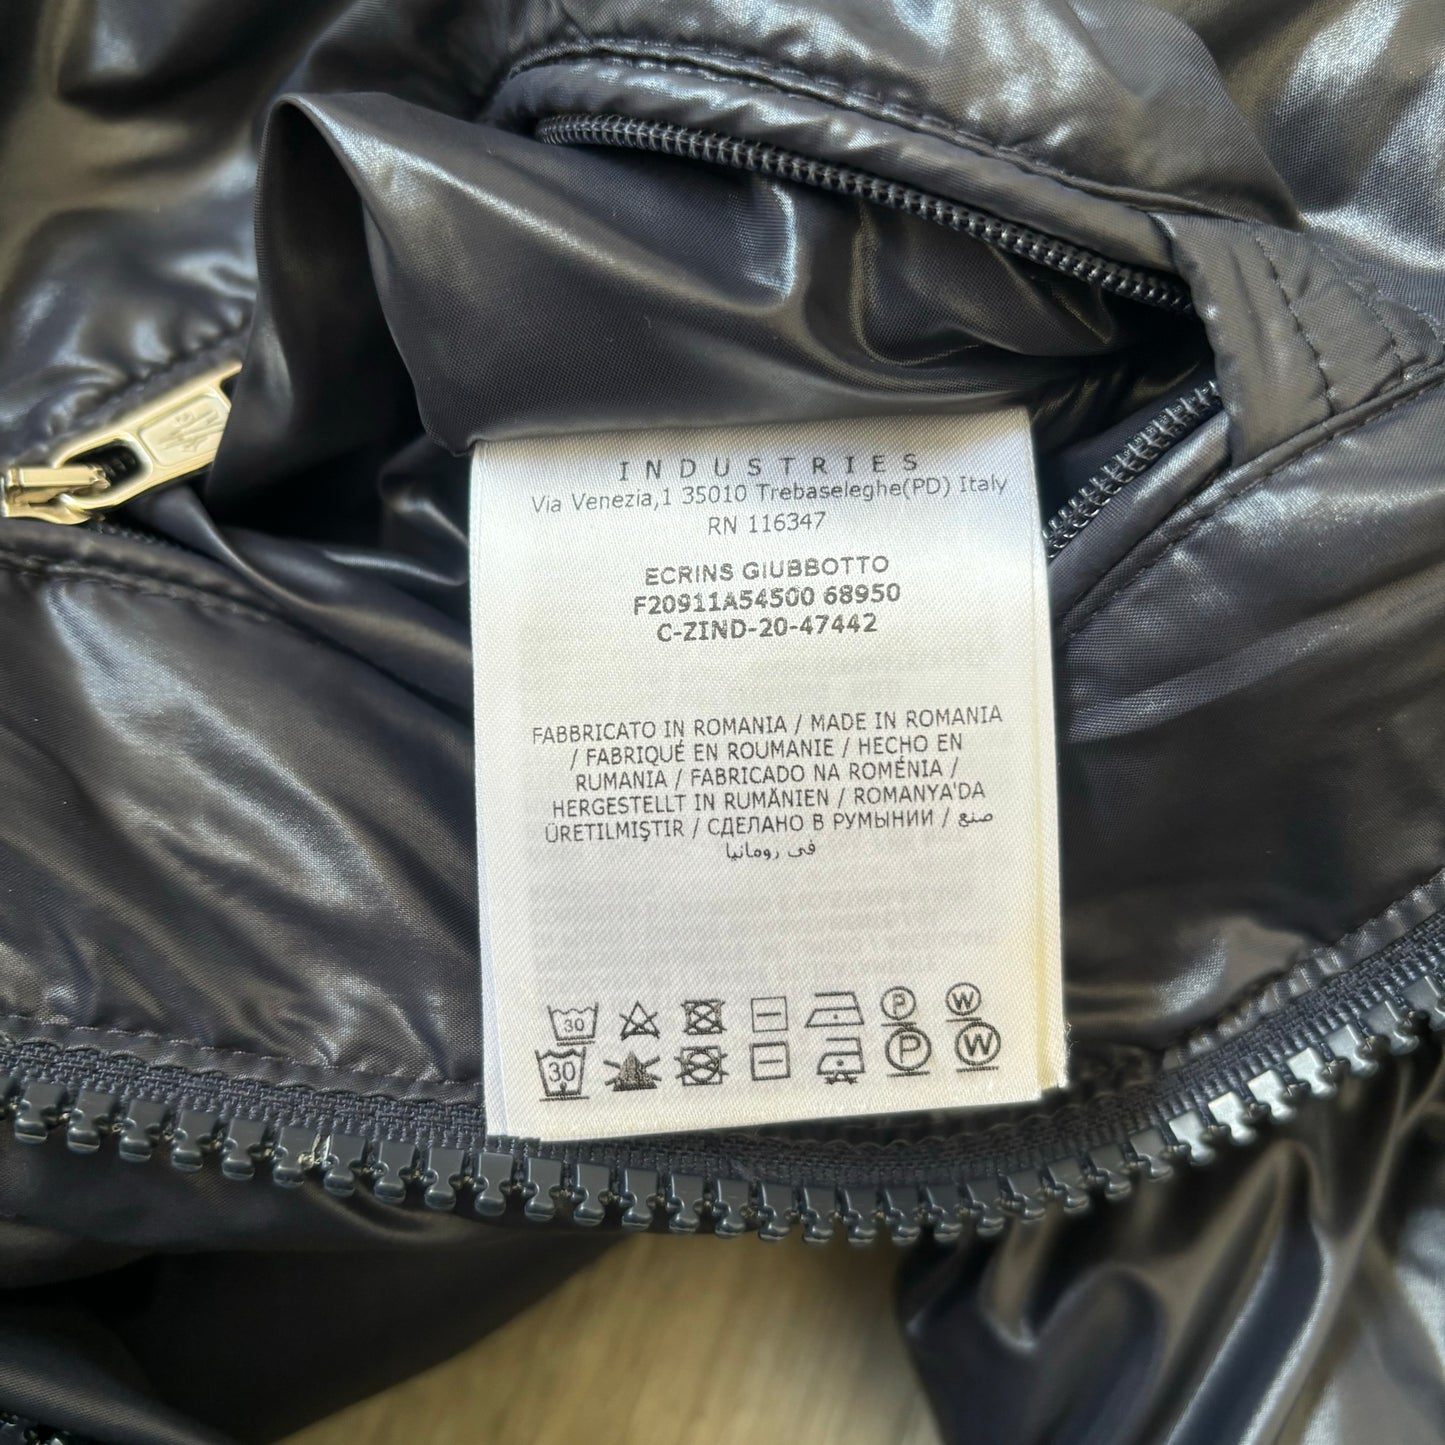 INDUSTRIES
Via Venezia,1 35010 Trebaseleghe(PD) Italy
RN 116347
ECRINS GIUBBOTTO
F20911A54500 68950
C-ZIND-20-47442
FABBRICATO IN ROMANIA / MADE IN ROMANIA
/ FABRIQUÉ EN ROUMANIE / HECHO EN
RUMANIA / FABRICADO NA ROMÉNIA /
HERGESTELLT IN RUMÄNIEN / ROMANYA'DA
ÜRETILMIŞTIR / СДЕЛАНО В РУМЫНИИ / صنع
في رومانيا
30 P W
30 P W